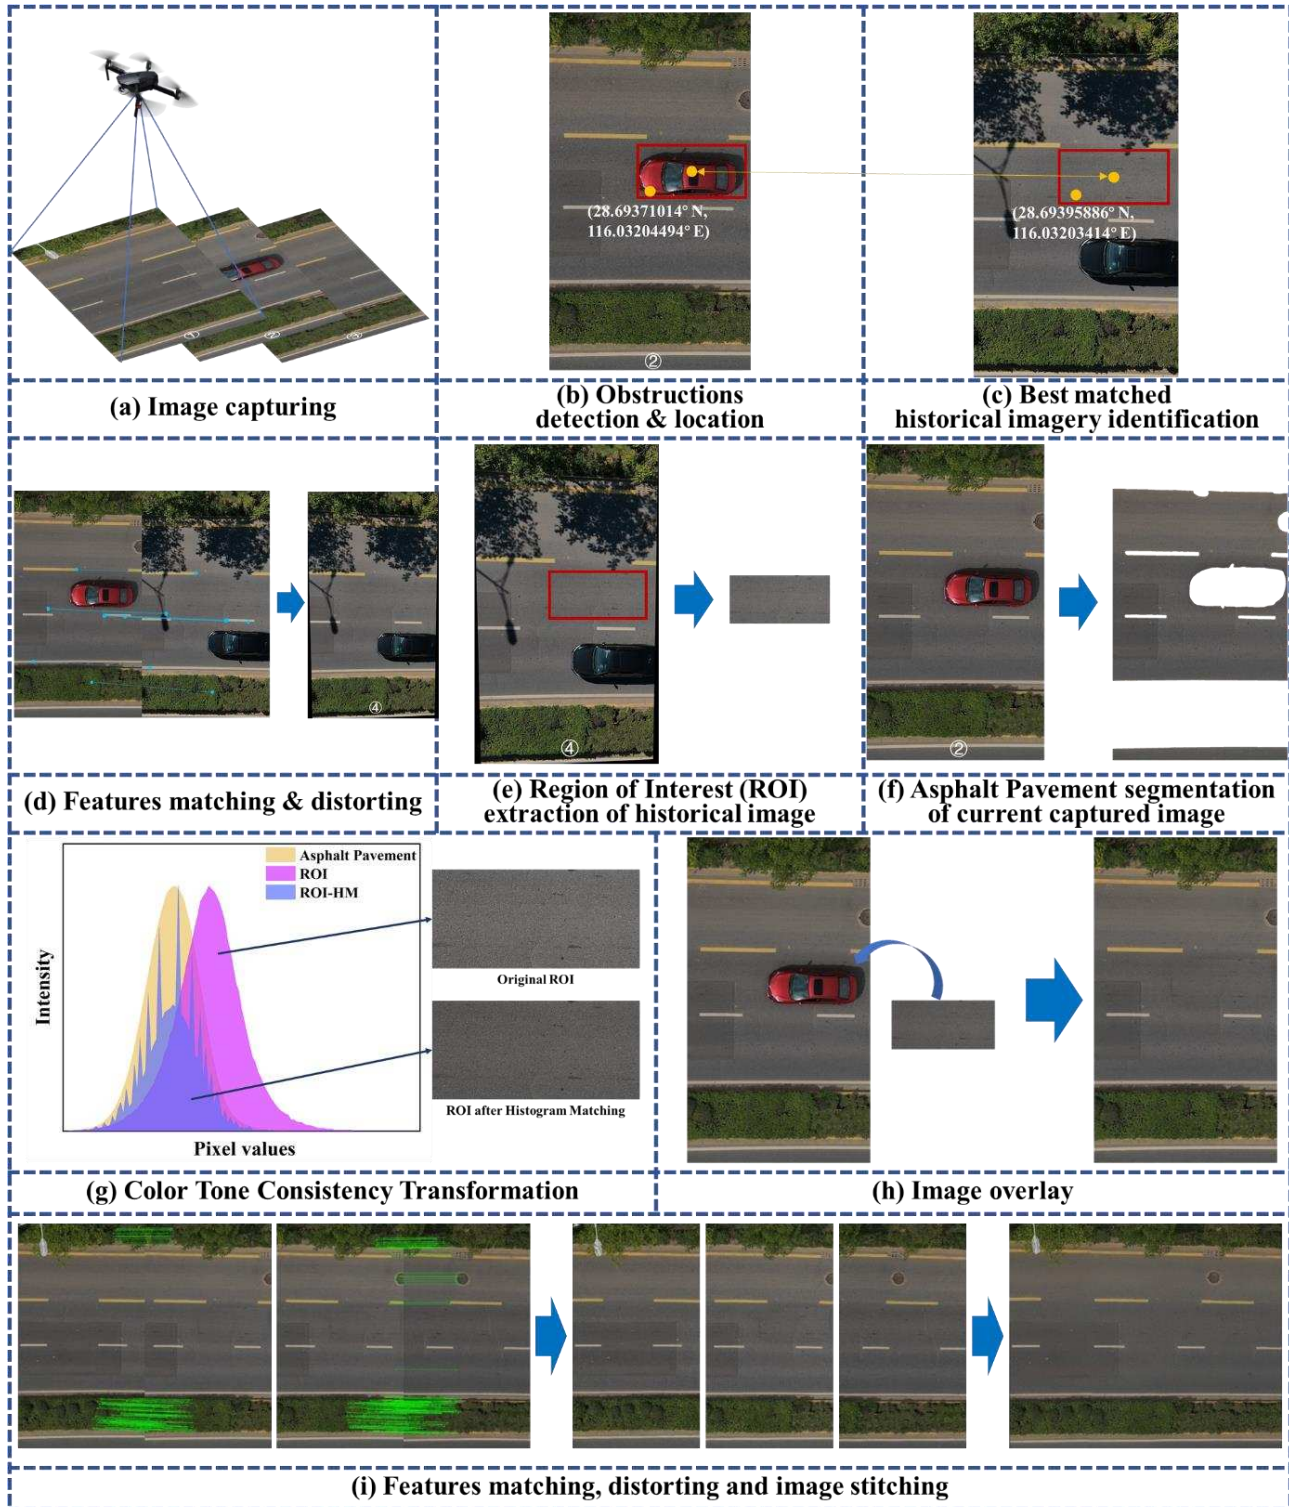 ①
②
③
(28.69371014° N,
116.03204494° E)
②
(28.69395886° N,
116.03203414° E)
(a) Image capturing
(b) Obstructions
detection & location
(c) Best matched
historical imagery identification
④
④
②
(d) Features matching & distorting
(e) Region of Interest (ROI)
extraction of historical image
(f) Asphalt Pavement segmentation
of current captured image
Asphalt Pavement
ROI
ROI-HM
Intensity
Pixel values
Original ROI
ROI after Histogram Matching
(g) Color Tone Consistency Transformation
(h) Image overlay
(i) Features matching, distorting and image stitching